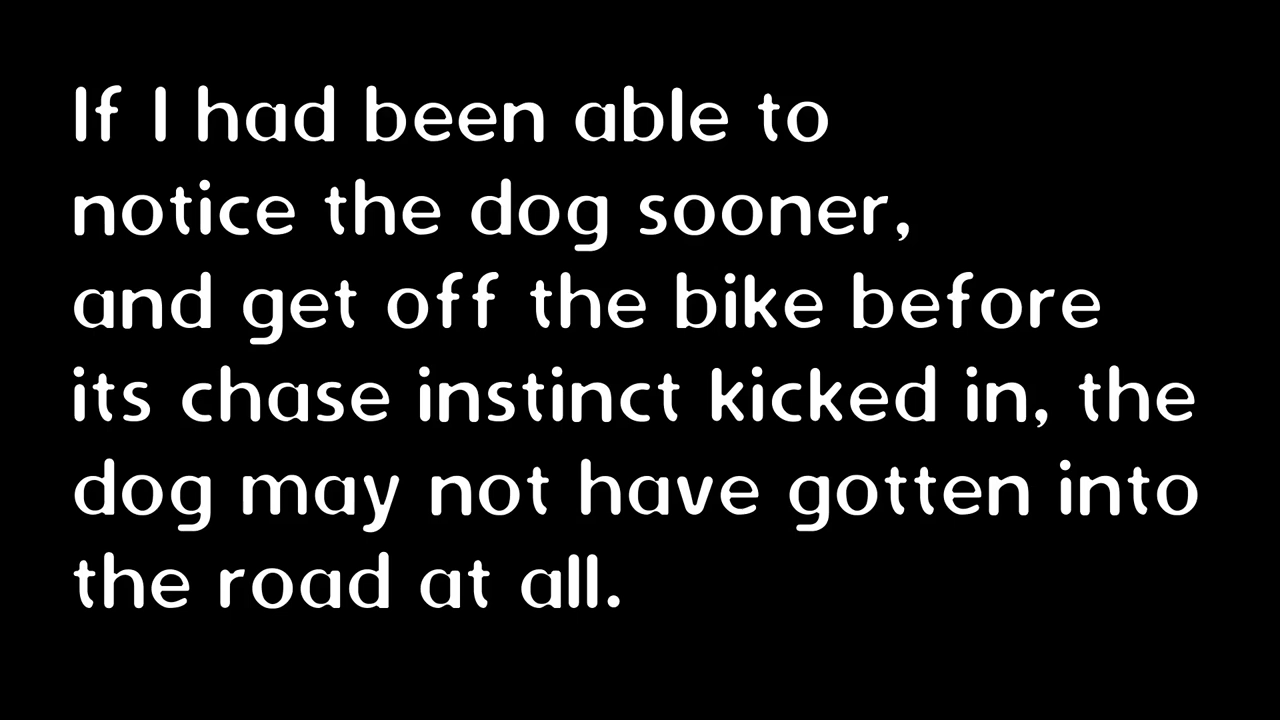 If I had been able to
notice the dog sooner,
and get off the bike before
its chase instinct kicked in, the
dog may not have gotten into
the road at all.